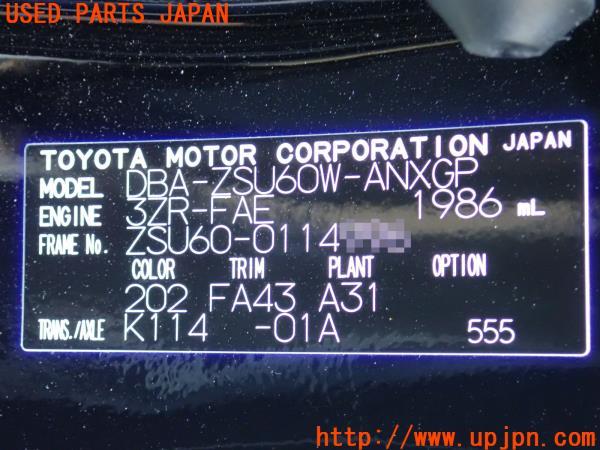 USED PARTS JAPAN
TOYOTA MOTOR CORPORATION JAPAN
MODEL DBA-ZSU60W-ANXGP
ENGINE 3ZR-FAE 1986 mL
FRAME No. ZSU60-0114
COLOR TRIM PLANT OPTION
202 FA43 A31
TRANS./AXLE K114 -01A 555
http://www.upjpn.com/